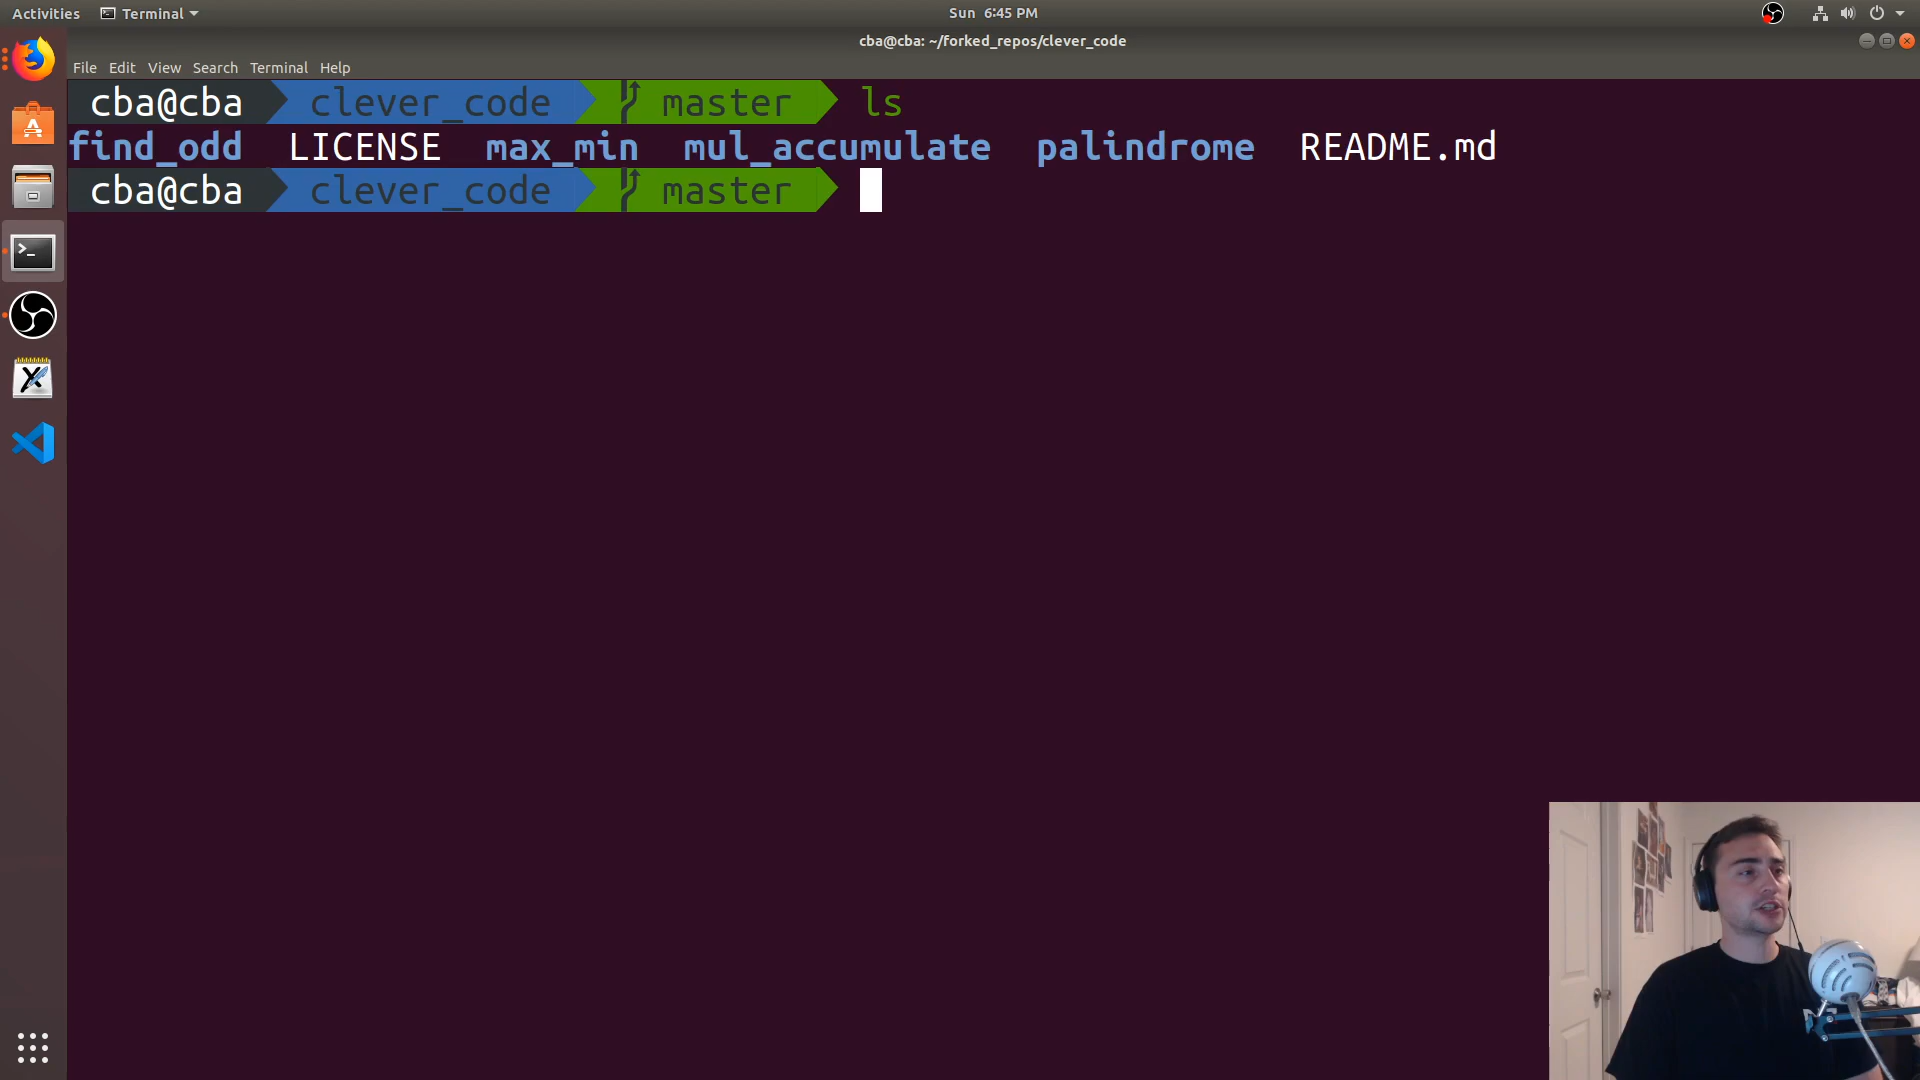 Activities Terminal Sun 6:45 PM
cba@cba: ~/forked_repos/clever_code
File Edit View Search Terminal Help
cba@cba clever_code master ls
find_odd LICENSE max_min mul_accumulate palindrome README.md
cba@cba clever_code master